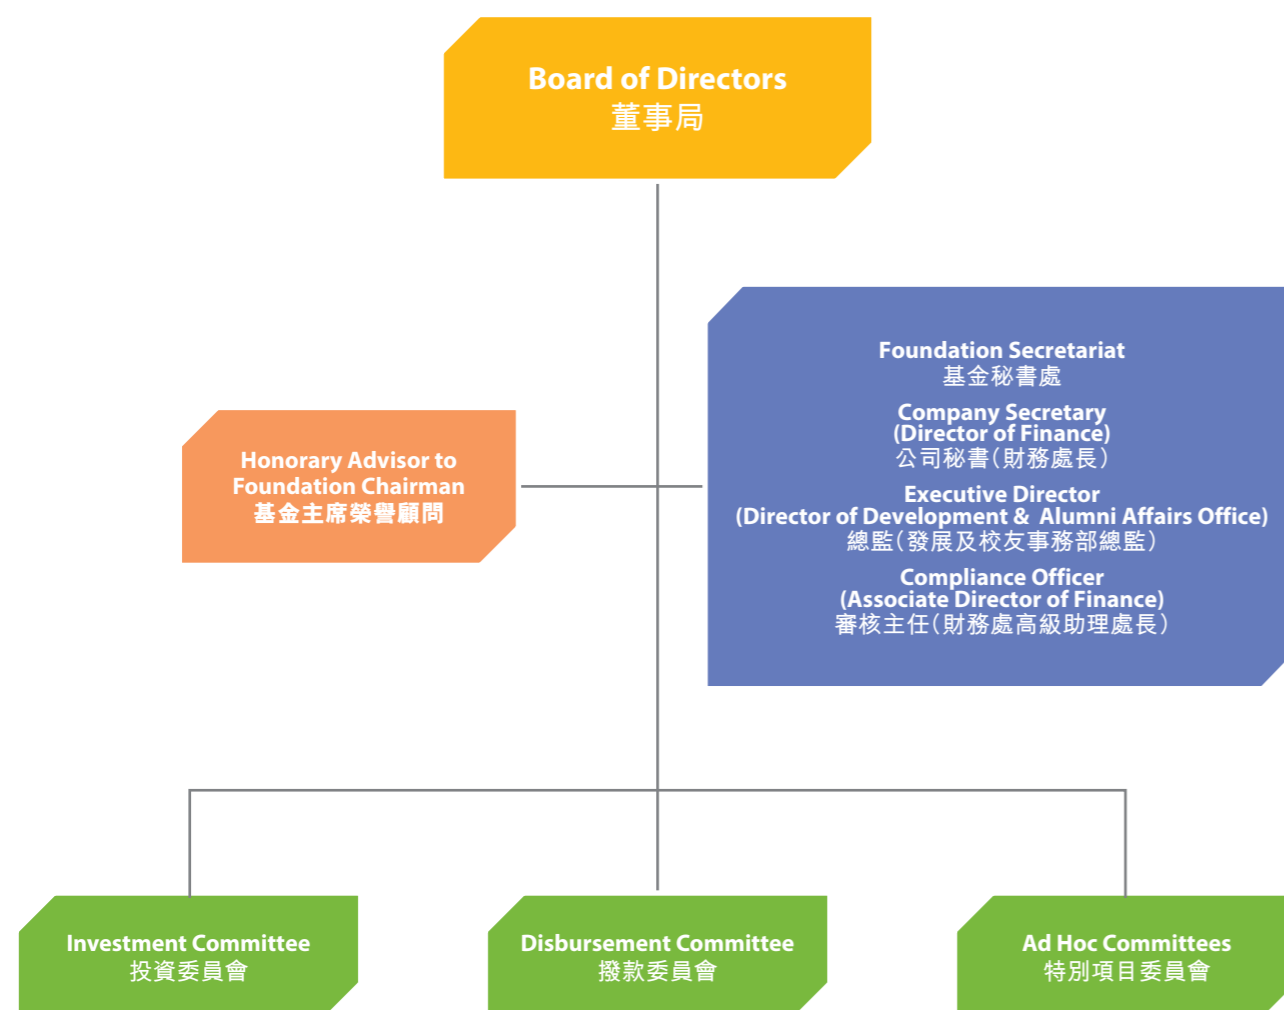 Board of Directors
董事局
Honorary Advisor to
Foundation Chairman
基金主席榮譽顧問
Foundation Secretariat
基金秘書處
Company Secretary
(Director of Finance)
公司秘書(財務處長)
Executive Director
(Director of Development & Alumni Affairs Office)
總監(發展及校友事務部總監)
Compliance Officer
(Associate Director of Finance)
審核主任(財務處高級助理處長)
Investment Committee
投資委員會
Disbursement Committee
撥款委員會
Ad Hoc Committees
特別項目委員會